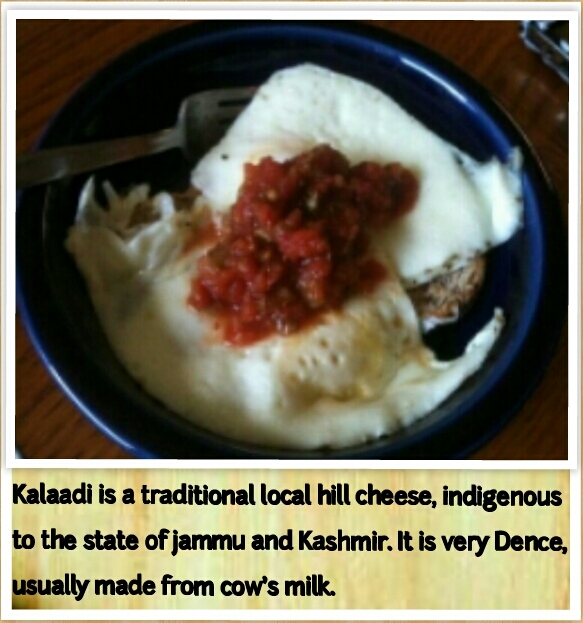 Kalaadi is a traditional local hill cheese, indigenous
to the state of jammu and Kashmir. It is very Dence,
usually made from cow's milk.